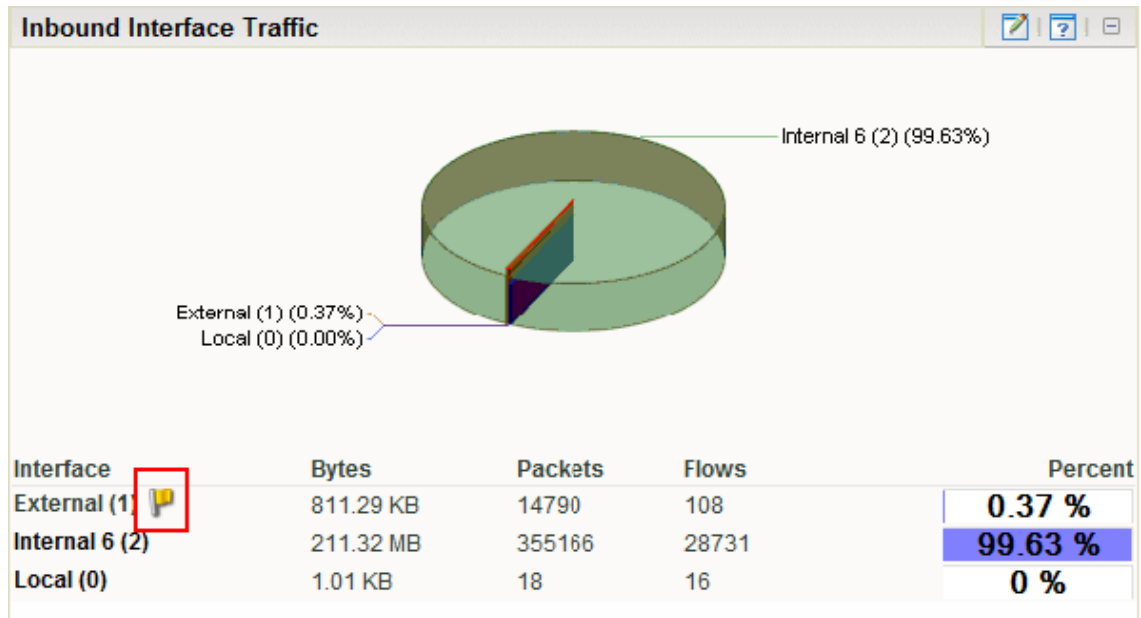 Inbound Interface Traffic
Internal 6 (2) (99.63%)
External (1) (0.37%)
Local (0) (0.00%)
Interface Bytes Packets Flows Percent
External (1) 811.29 KB 14790 108 0.37 %
Internal 6 (2) 211.32 MB 355166 28731 99.63 %
Local (0) 1.01 KB 18 16 0 %